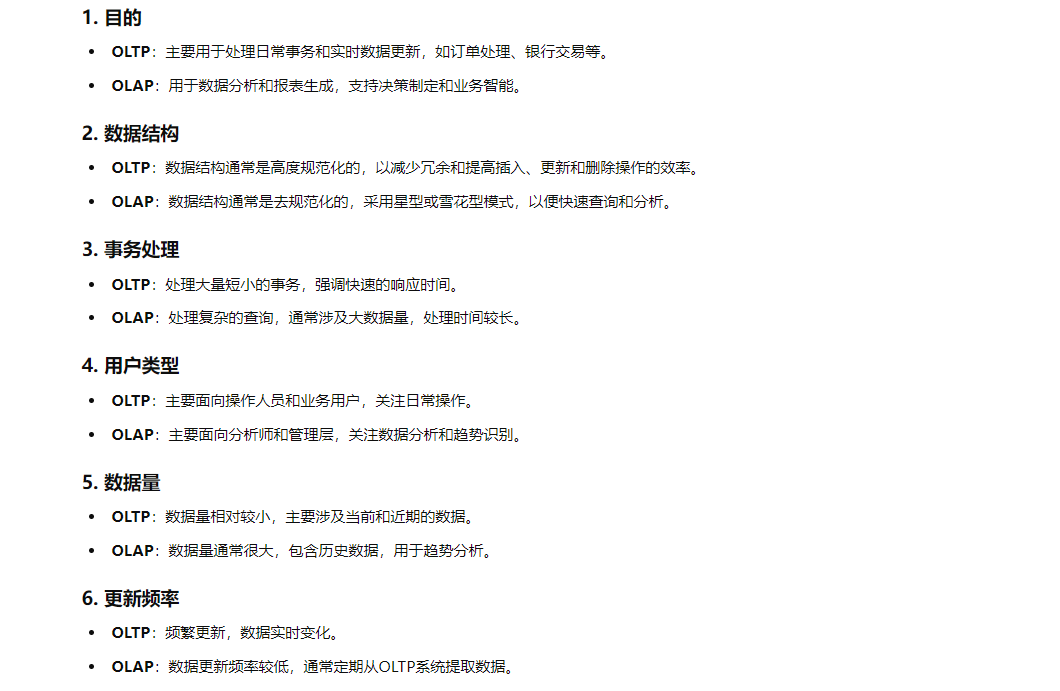 1. 目的
• OLTP：主要用于处理日常事务和实时数据更新，如订单处理、银行交易等。
• OLAP：用于数据分析和报表生成，支持决策制定和业务智能。
2. 数据结构
• OLTP：数据结构通常是高度规范化的，以减少冗余和提高插入、更新和删除操作的效率。
• OLAP：数据结构通常是去规范化的，采用星型或雪花型模式，以便快速查询和分析。
3. 事务处理
• OLTP：处理大量短小的事务，强调快速的响应时间。
• OLAP：处理复杂的查询，通常涉及大数据量，处理时间较长。
4. 用户类型
• OLTP：主要面向操作人员和业务用户，关注日常操作。
• OLAP：主要面向分析师和管理层，关注数据分析和趋势识别。
5. 数据量
• OLTP：数据量相对较小，主要涉及当前和近期的数据。
• OLAP：数据量通常很大，包含历史数据，用于趋势分析。
6. 更新频率
• OLTP：频繁更新，数据实时变化。
• OLAP：数据更新频率较低，通常定期从OLTP系统提取数据。